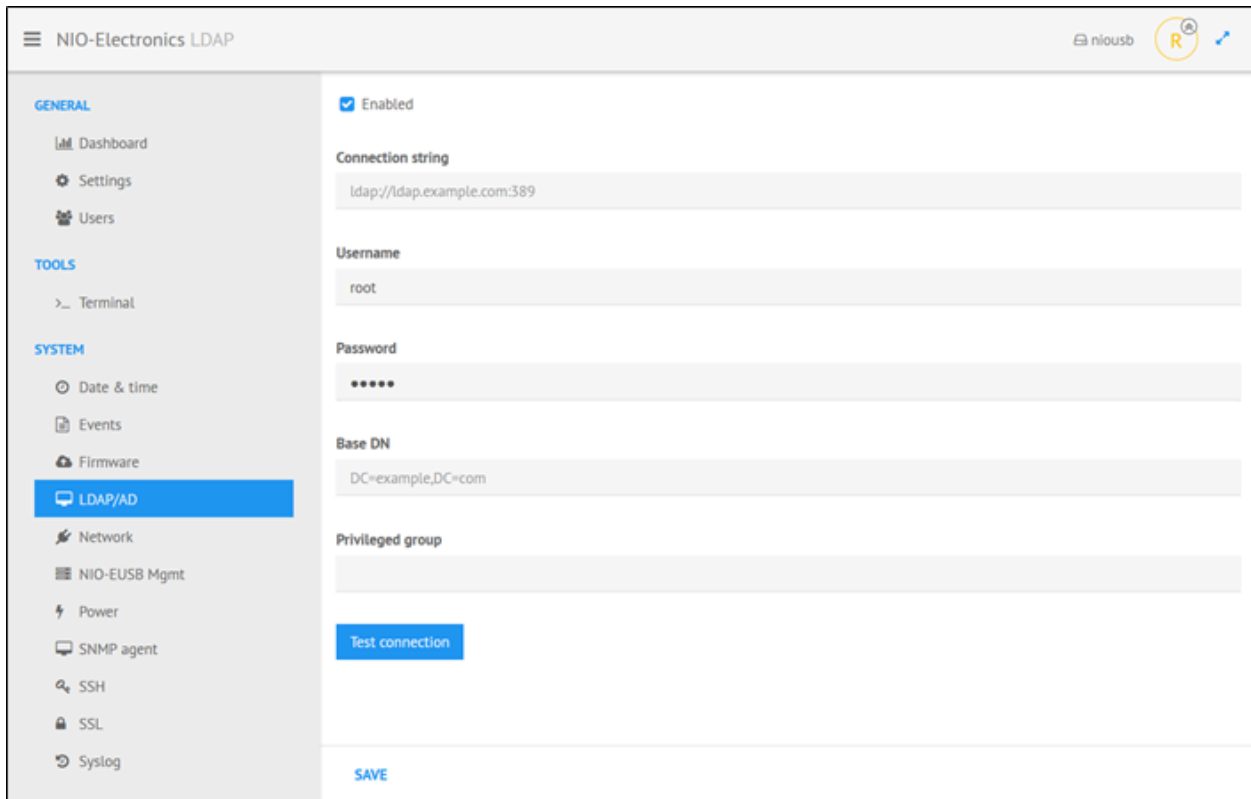 NIO-Electronics LDAP
niousb
R
GENERAL
Dashboard
Settings
Users
TOOLS
>_ Terminal
SYSTEM
Date & time
Events
Firmware
LDAP/AD
Network
NIO-EUSB Mgmt
Power
SNMP agent
SSH
SSL
Syslog
Enabled
Connection string
ldap://ldap.example.com:389
Username
root
Password
•••••
Base DN
DC=example,DC=com
Privileged group
Test connection
SAVE